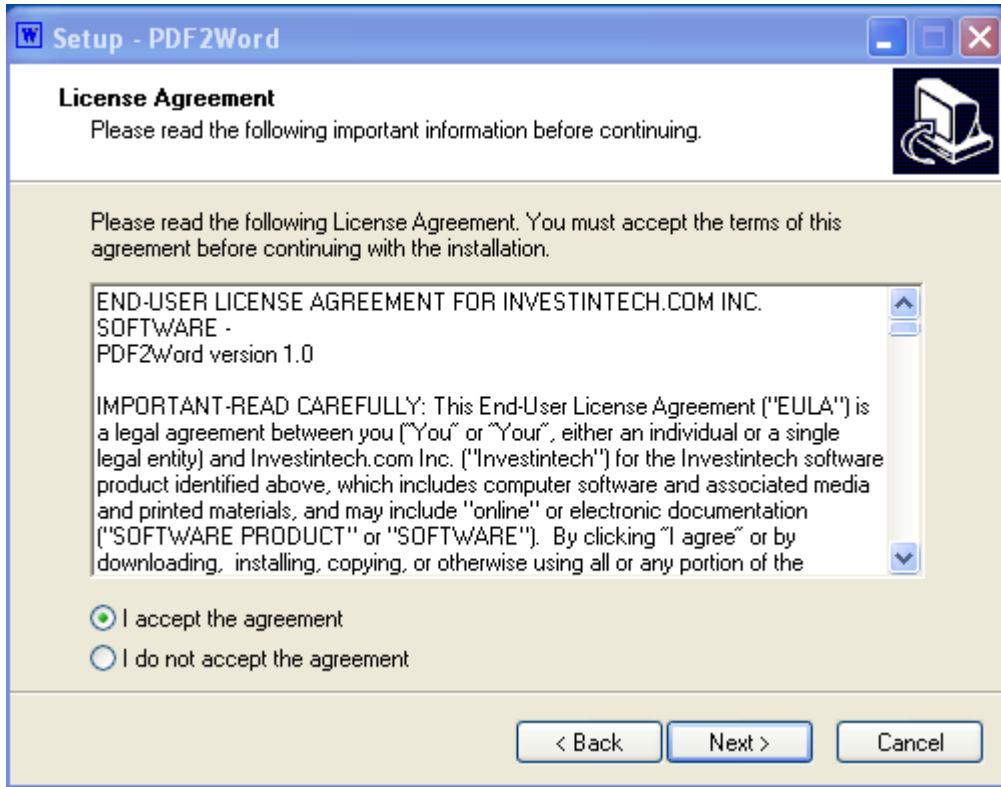 Setup - PDF2Word
License Agreement
Please read the following important information before continuing.
Please read the following License Agreement. You must accept the terms of this
agreement before continuing with the installation.
END-USER LICENSE AGREEMENT FOR INVESTINTECH.COM INC.
SOFTWARE -
PDF2Word version 1.0
IMPORTANT-READ CAREFULLY: This End-User License Agreement ("EULA") is
a legal agreement between you (˝You˝ or ˝Your˝, either an individual or a single
legal entity) and Investintech.com Inc. ("Investintech") for the Investintech software
product identified above, which includes computer software and associated media
and printed materials, and may include "online" or electronic documentation
("SOFTWARE PRODUCT" or "SOFTWARE").  By clicking ˝I agree˝ or by
downloading,  installing, copying, or otherwise using all or any portion of the
I accept the agreement
I do not accept the agreement
< Back Next > Cancel